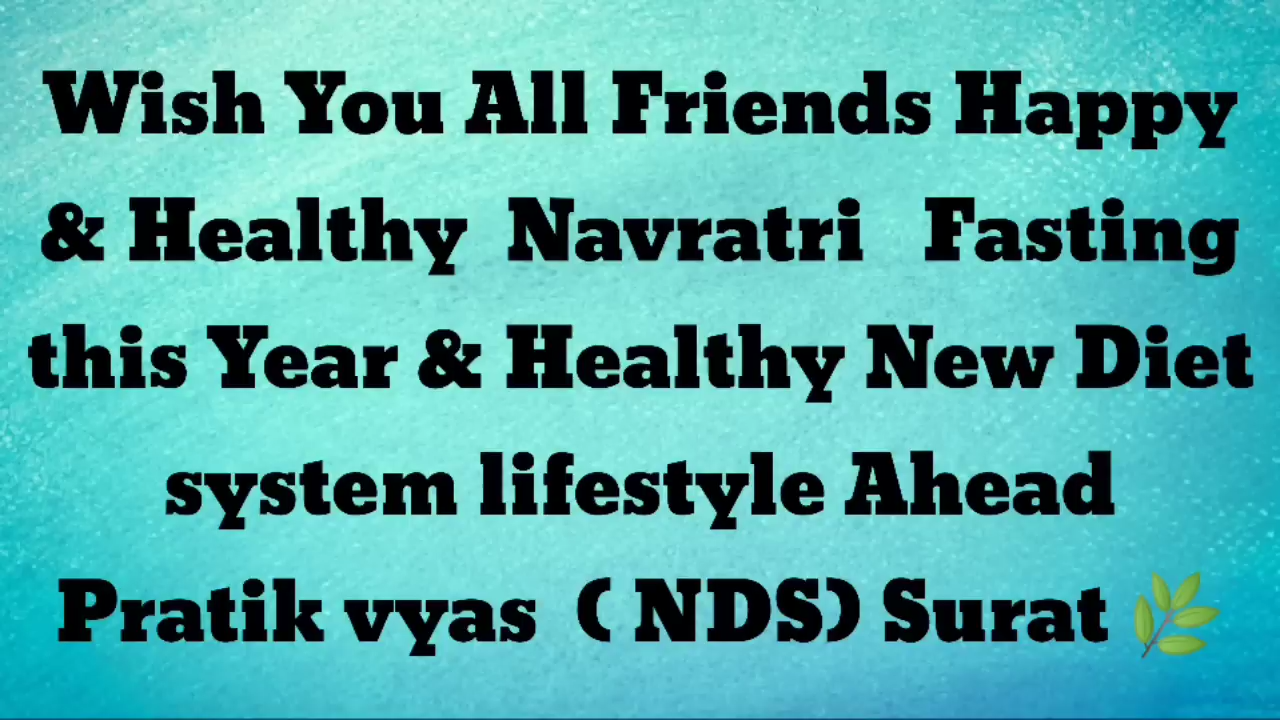 Wish You All Friends Happy
& Healthy Navratri Fasting
this Year & Healthy New Diet
system lifestyle Ahead
Pratik vyas ( NDS) Surat 🌿